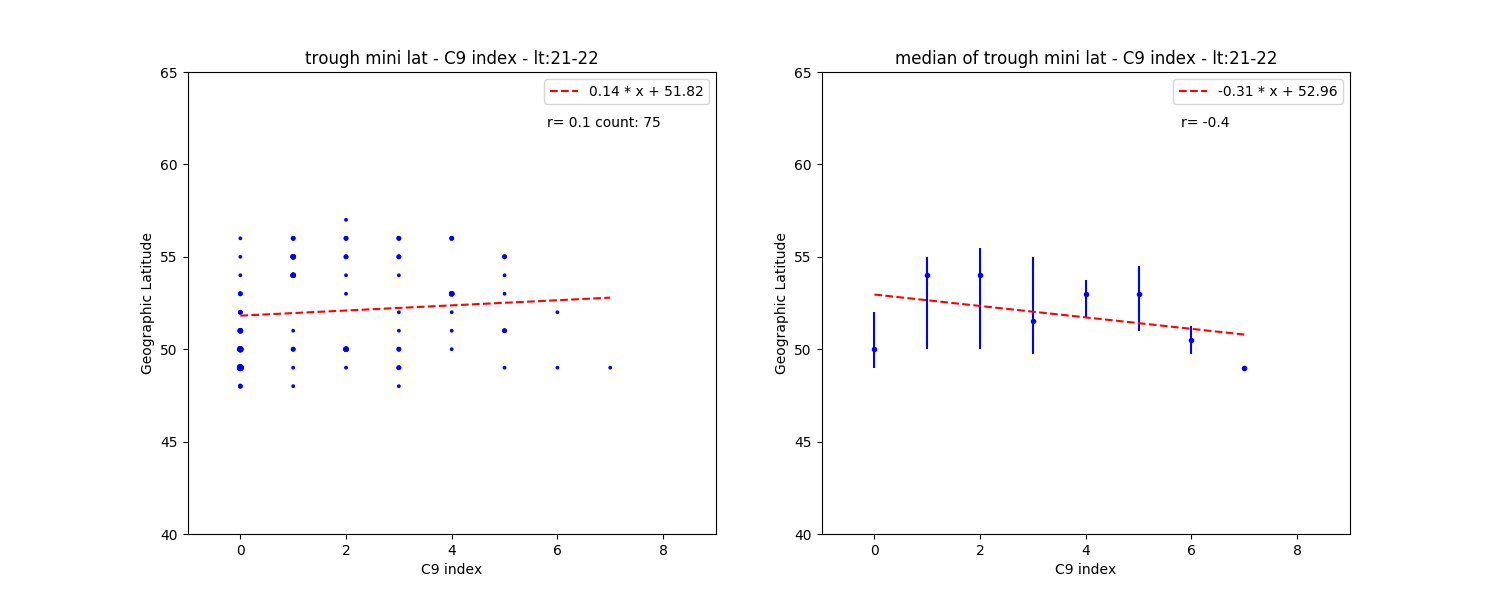 trough mini lat - C9 index - lt:21-22
65
60
55
50
45
40
Geographic Latitude
0.14 * x + 51.82
r= 0.1 count: 75
0 2 4 6 8
C9 index
median of trough mini lat - C9 index - lt:21-22
65
60
55
50
45
40
Geographic Latitude
-0.31 * x + 52.96
r= -0.4
0 2 4 6 8
C9 index